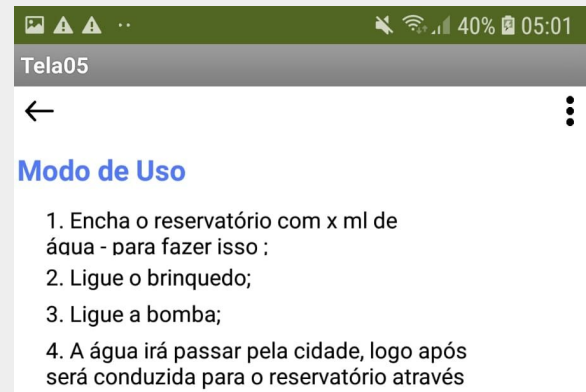 40% 05:01
Tela05
Modo de Uso
1. Encha o reservatório com x ml de
água - para fazer isso ;
2. Ligue o brinquedo;
3. Ligue a bomba;
4. A água irá passar pela cidade, logo após
será conduzida para o reservatório através